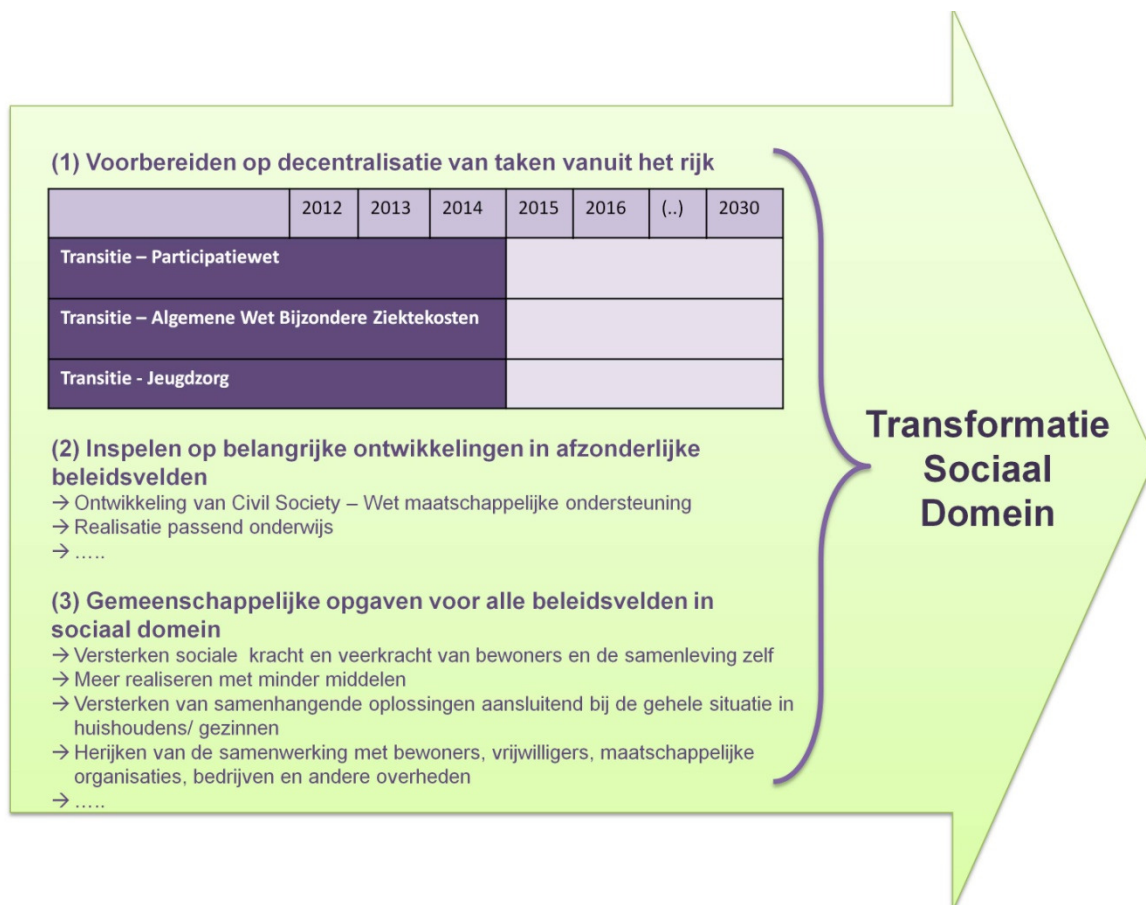 (1) Voorbereiden op decentralisatie van taken vanuit het rijk
2012 2013 2014 2015 2016 (..) 2030
Transitie – Participatiewet
Transitie – Algemene Wet Bijzondere Ziektekosten
Transitie - Jeugdzorg
(2) Inspelen op belangrijke ontwikkelingen in afzonderlijke
beleidsvelden
→ Ontwikkeling van Civil Society – Wet maatschappelijke ondersteuning
→ Realisatie passend onderwijs
→ …..
(3) Gemeenschappelijke opgaven voor alle beleidsvelden in
sociaal domein
→ Versterken sociale kracht en veerkracht van bewoners en de samenleving zelf
→ Meer realiseren met minder middelen
→ Versterken van samenhangende oplossingen aansluitend bij de gehele situatie in
huishoudens/ gezinnen
→ Herijken van de samenwerking met bewoners, vrijwilligers, maatschappelijke
organisaties, bedrijven en andere overheden
→ …..
Transformatie
Sociaal
Domein